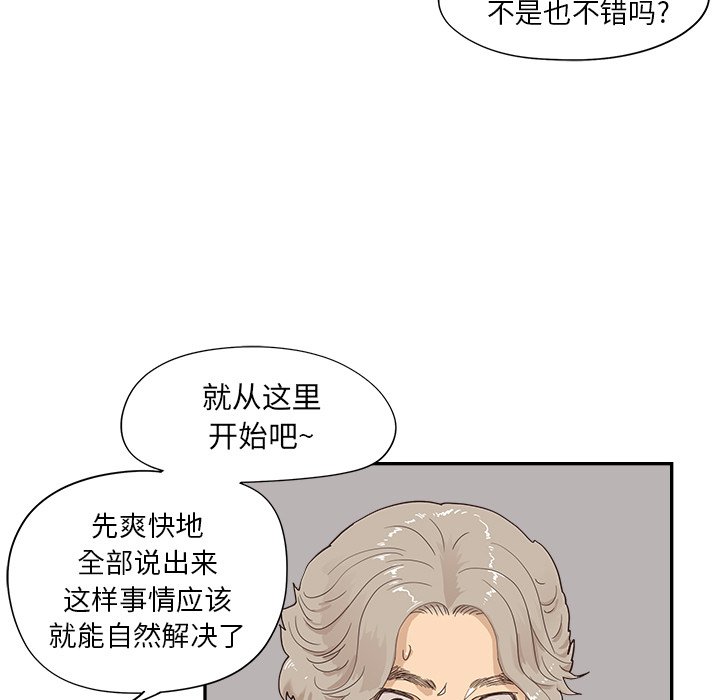 不是也不错吗?
就从这里
开始吧~
先爽快地
全部说出来
这样事情应该
就能自然解决了